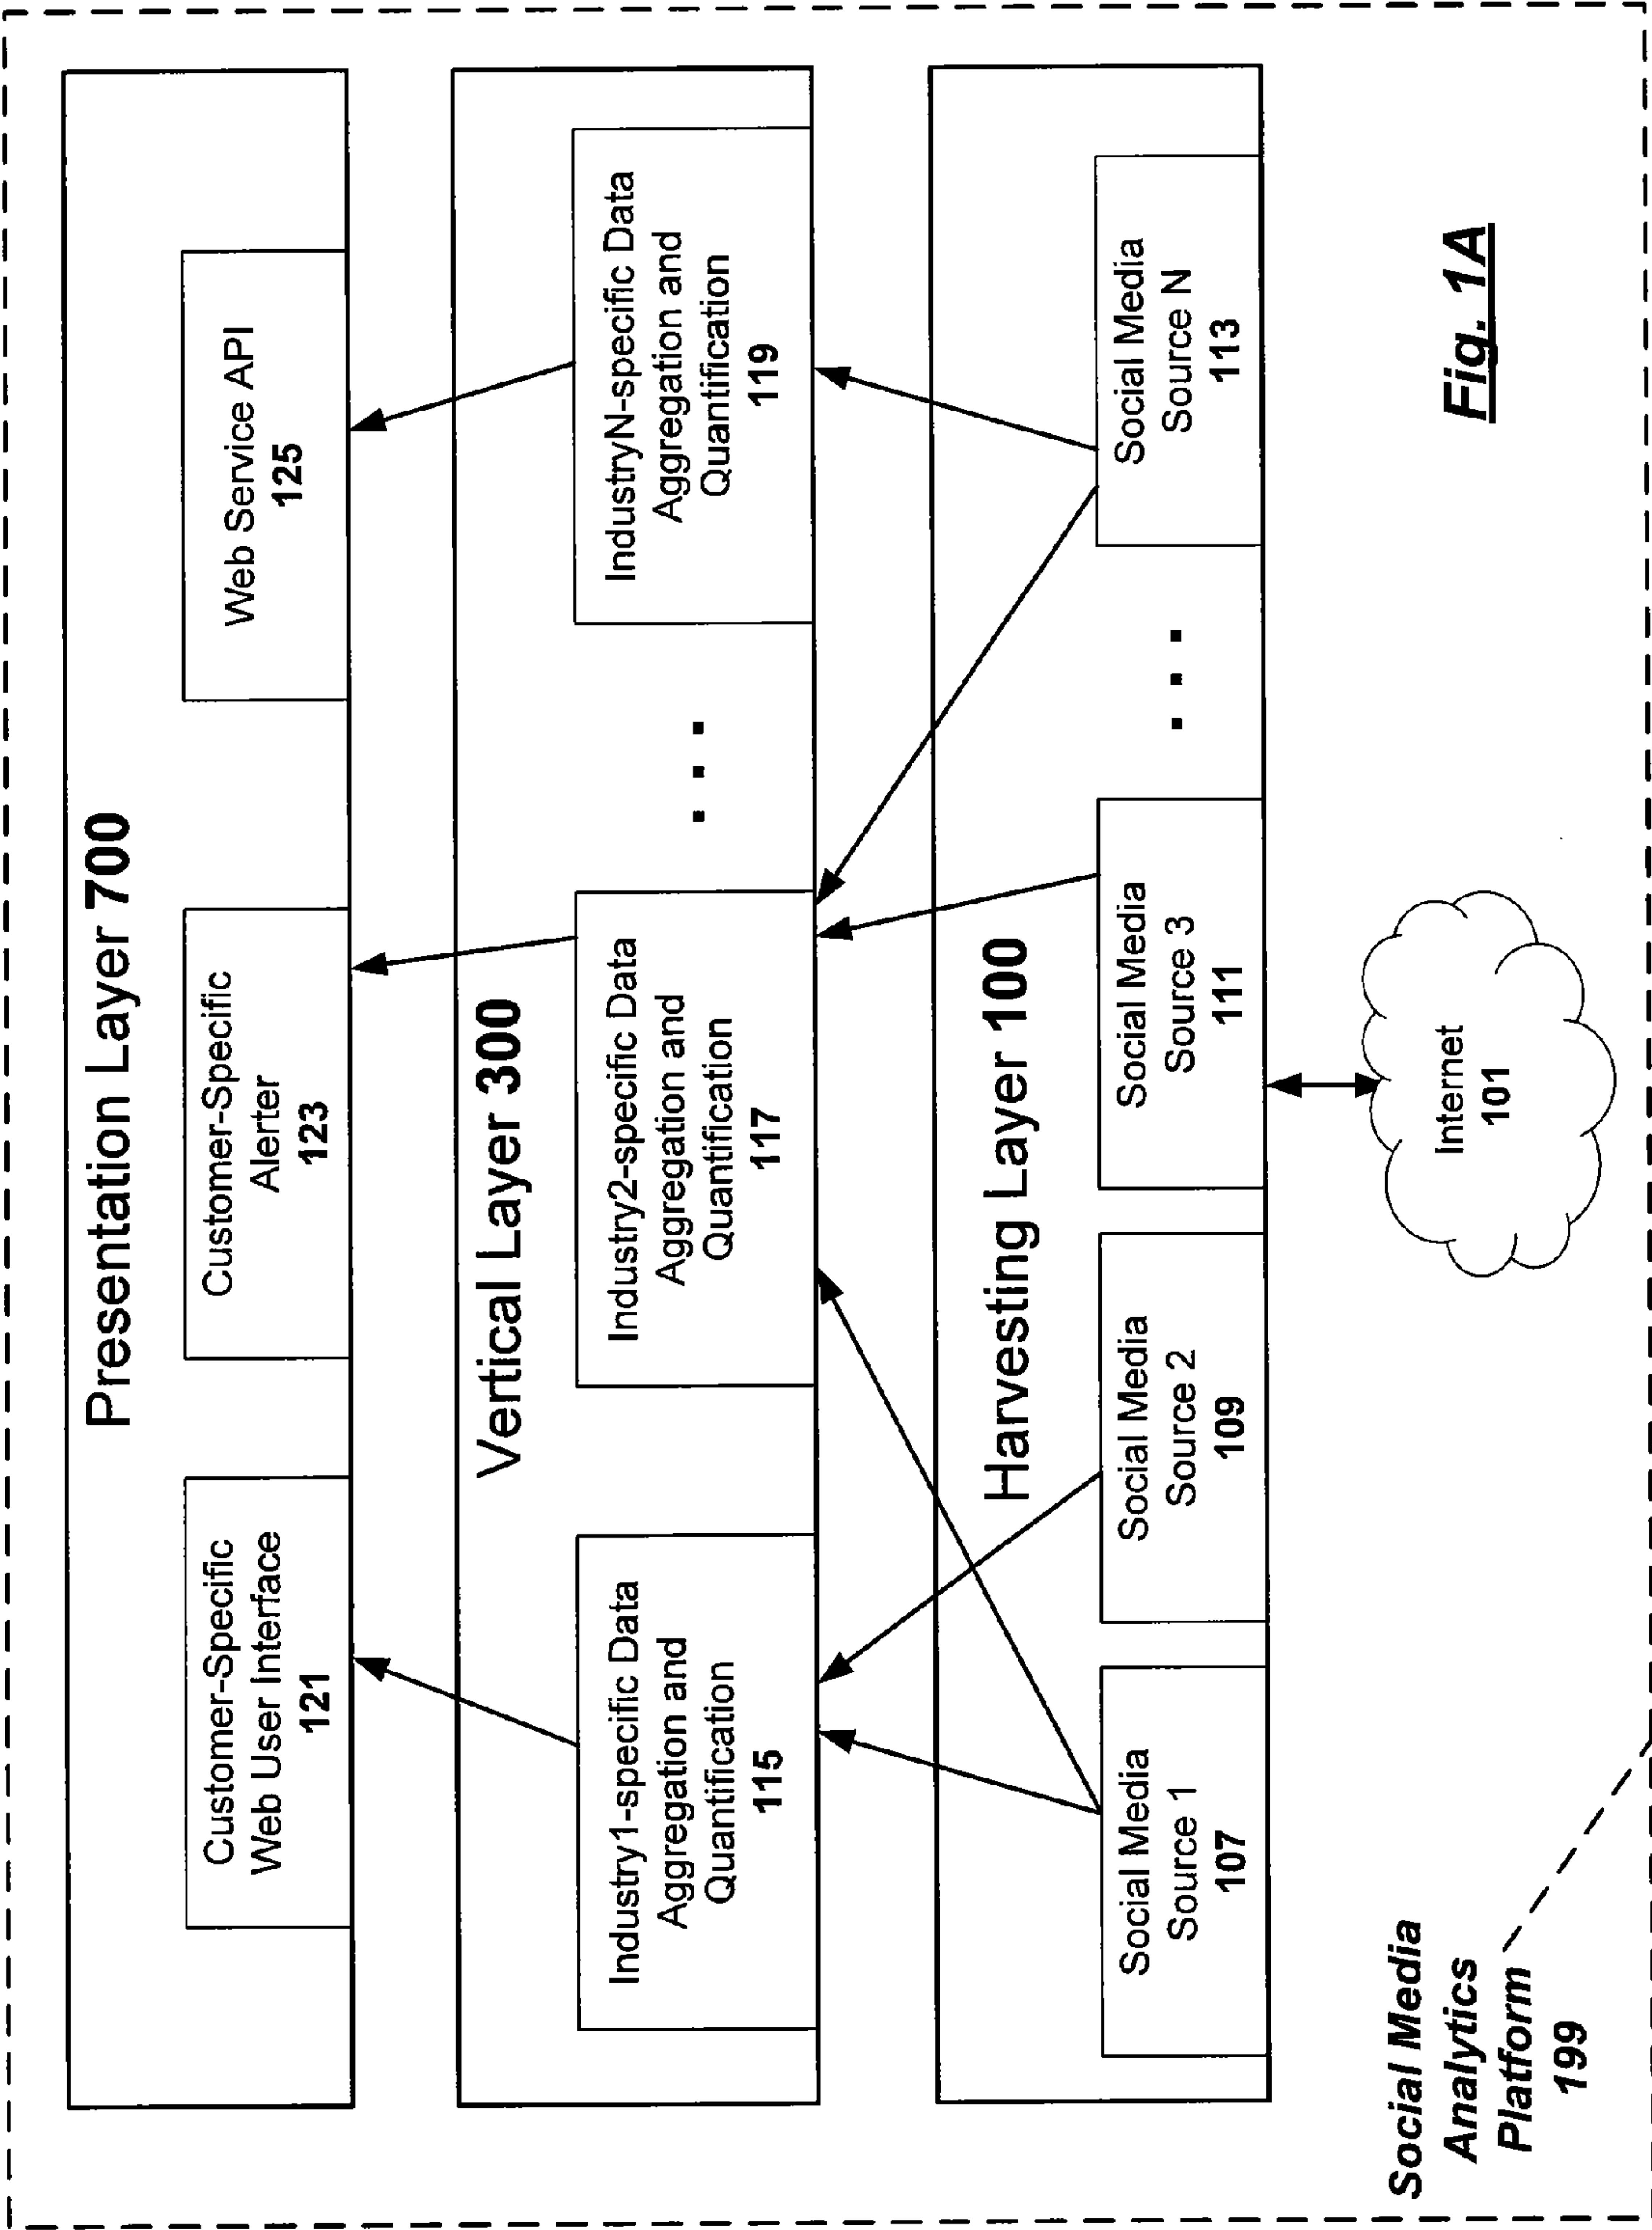 Presentation Layer 700
Customer-Specific
Web User Interface
121
Customer-Specific
Alerter
123
Web Service API
125
Vertical Layer 300
Industry1-specific Data
Aggregation and
Quantification
115
Industry2-specific Data
Aggregation and
Quantification
117
. . .
IndustryN-specific Data
Aggregation and
Quantification
119
Harvesting Layer 100
Social Media
Source 1
107
Social Media
Source 2
109
Social Media
Source 3
111
. . .
Social Media
Source N
113
Internet
101
Social Media
Analytics
Platform
199
Fig. 1A